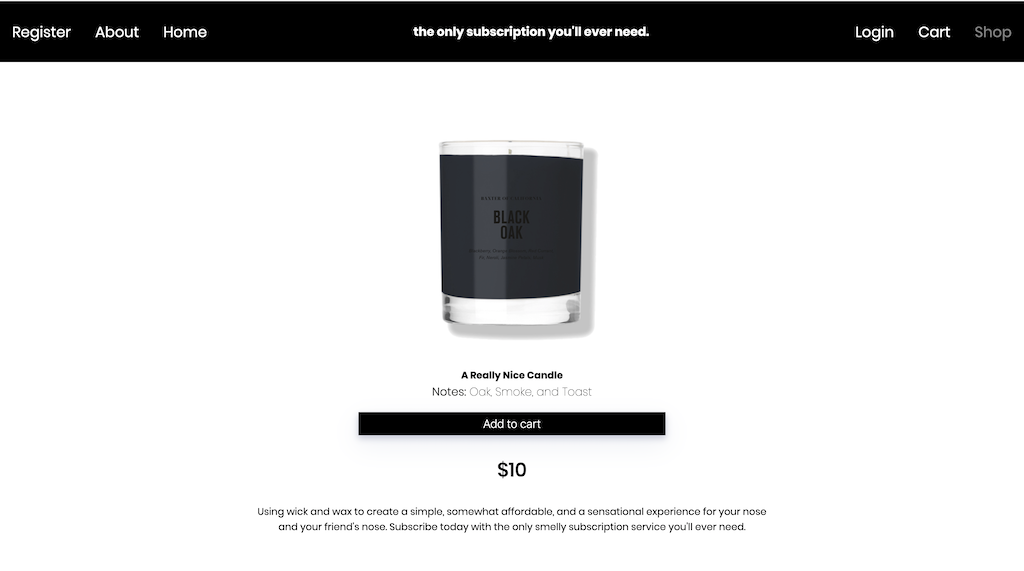 Register About Home the only subscription you'll ever need. Login Cart Shop
BLACK
OAK
A Really Nice Candle
Notes: Oak, Smoke, and Toast
Add to cart
$10
Using wick and wax to create a simple, somewhat affordable, and a sensational experience for your nose
and your friend's nose. Subscribe today with the only smelly subscription service you'll ever need.